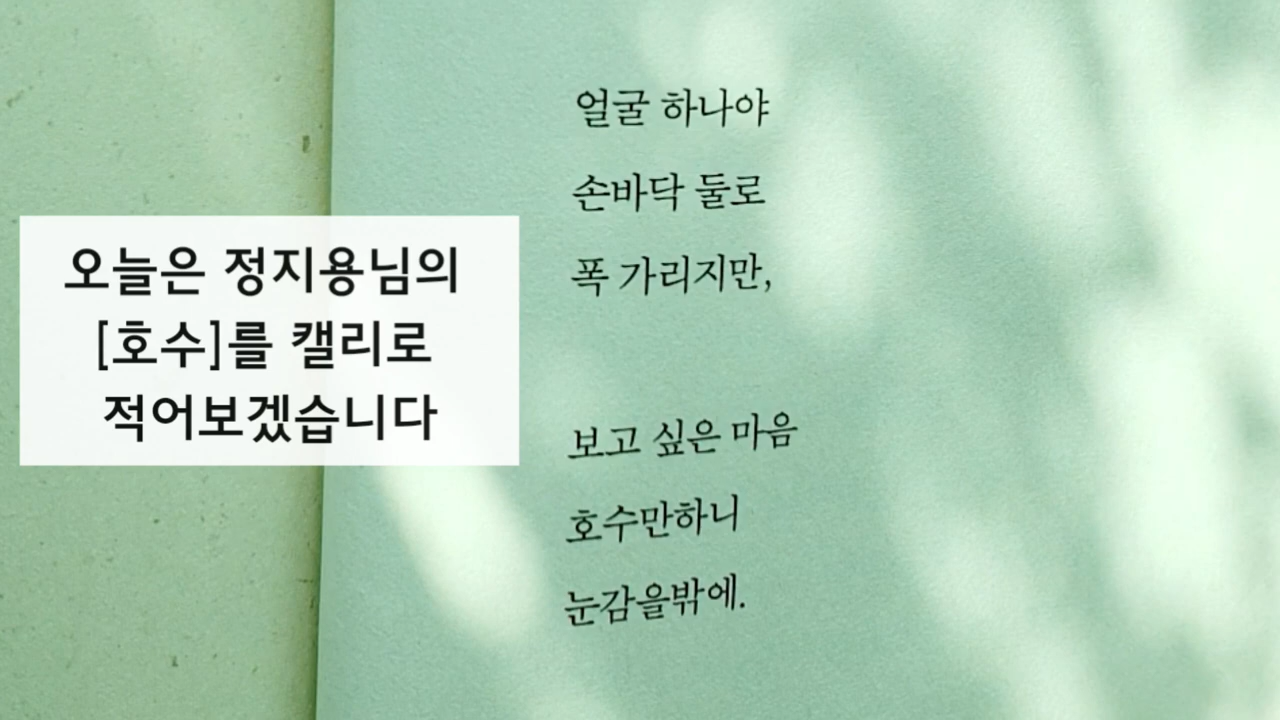 오늘은 정지용님의
[호수]를 캘리로
적어보겠습니다
얼굴 하나야
손바닥 둘로
폭 가리지만,
보고 싶은 마음
호수만하니
눈감을밖에.